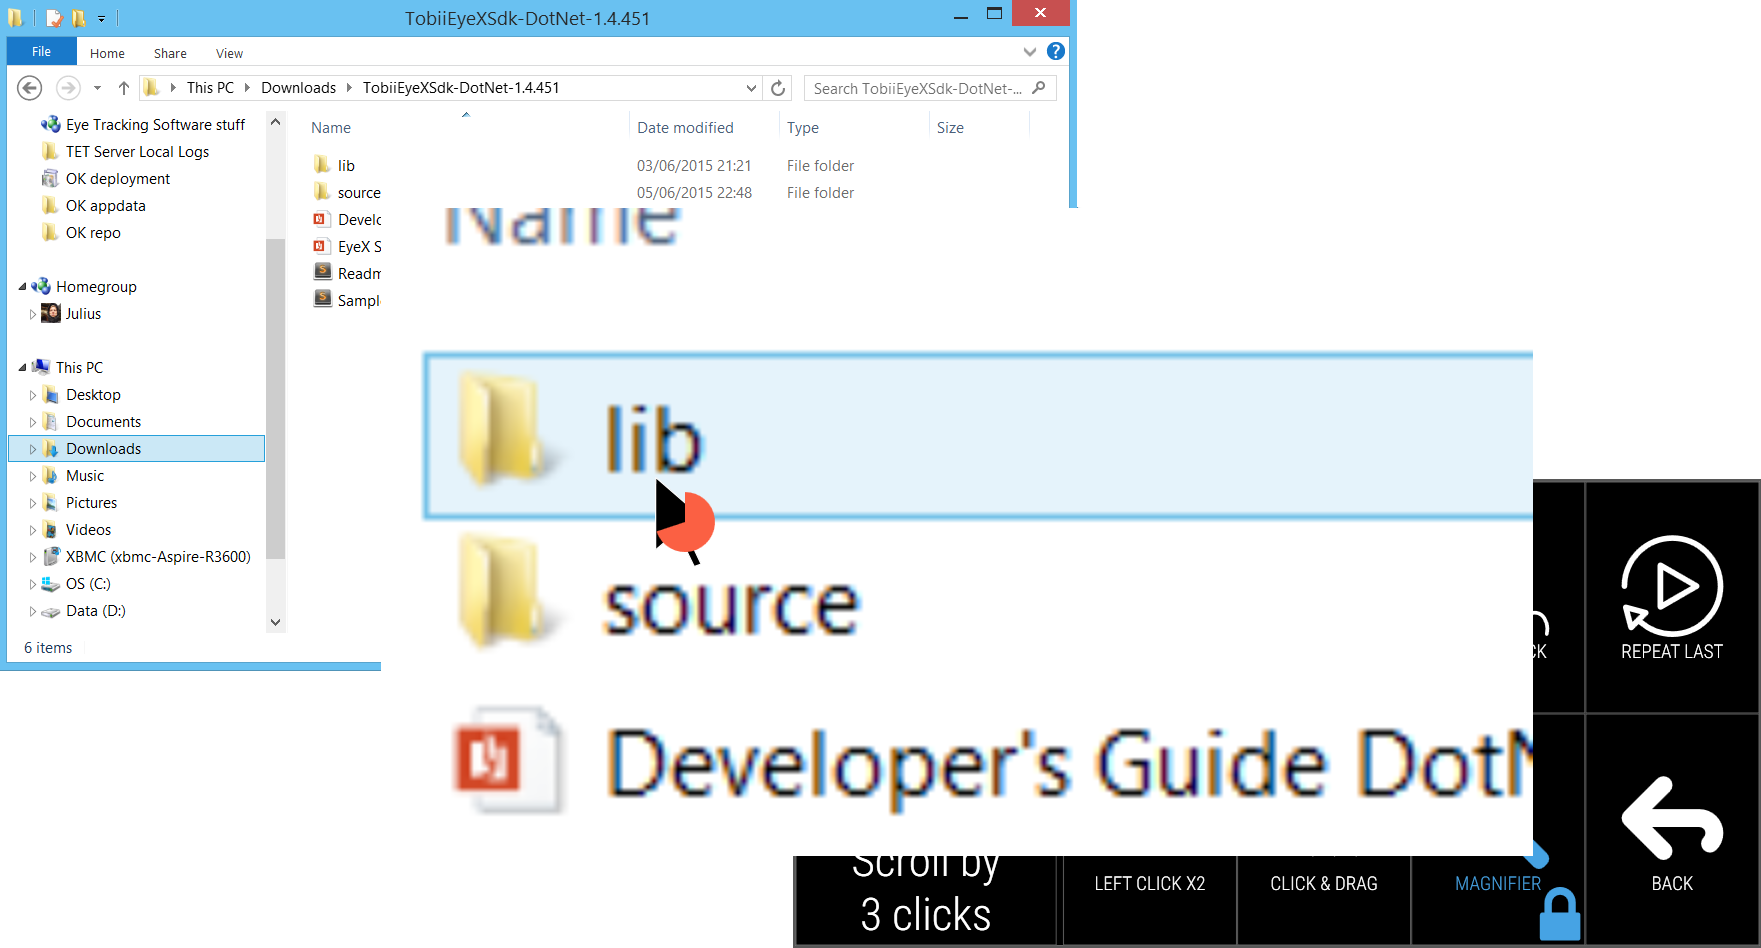 TobiiEyeXSdk-DotNet-1.4.451
File Home Share View
This PC Downloads TobiiEyeXSdk-DotNet-1.4.451
Search TobiiEyeXSdk-DotNet-...
Name Date modified Type Size
Eye Tracking Software stuff
TET Server Local Logs
OK deployment
OK appdata
OK repo
Homegroup
Julius
This PC
Desktop
Documents
Downloads
Music
Pictures
Videos
XBMC (xbmc-Aspire-R3600)
OS (C:)
Data (D:)
6 items
lib 03/06/2015 21:21 File folder
source 05/06/2015 22:48 File folder
Develo
EyeX S
Readm
Sample
Name
lib
source
Developer's Guide DotN
CK
REPEAT LAST
Scroll by
3 clicks
LEFT CLICK X2
CLICK & DRAG
MAGNIFIER
BACK